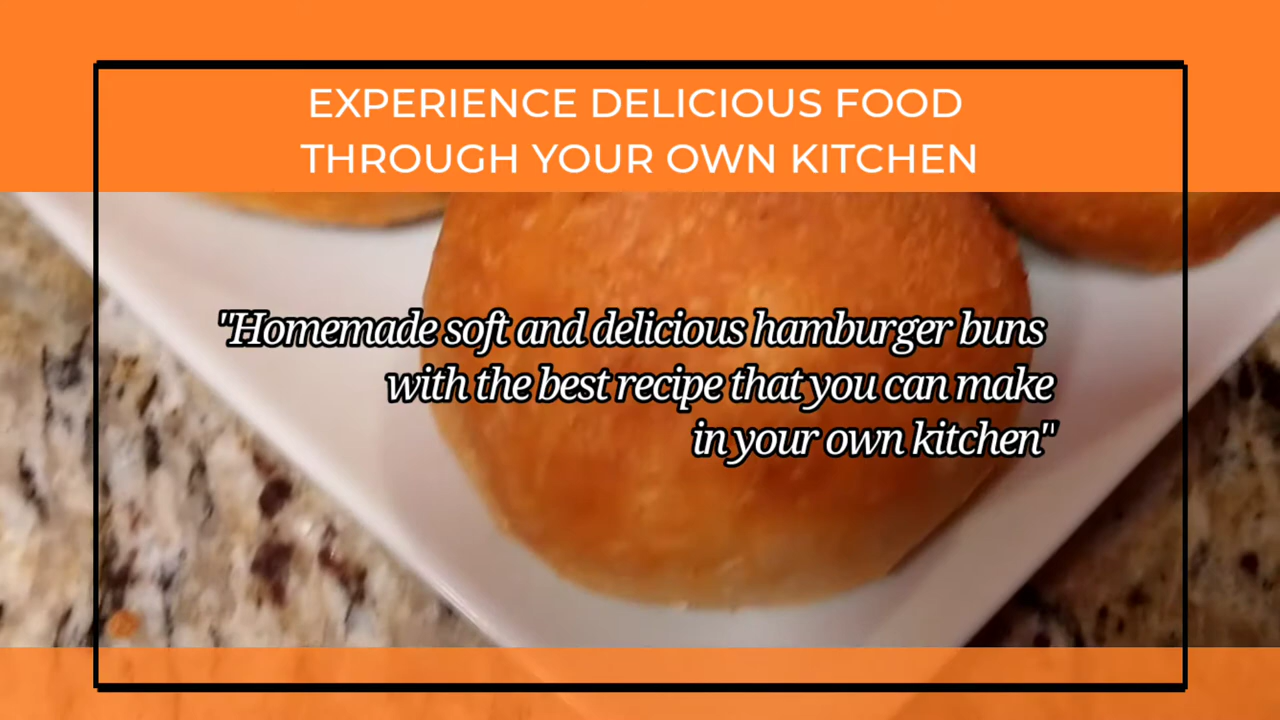 EXPERIENCE DELICIOUS FOOD
THROUGH YOUR OWN KITCHEN
"Homemade soft and delicious hamburger buns
with the best recipe that you can make
in your own kitchen"